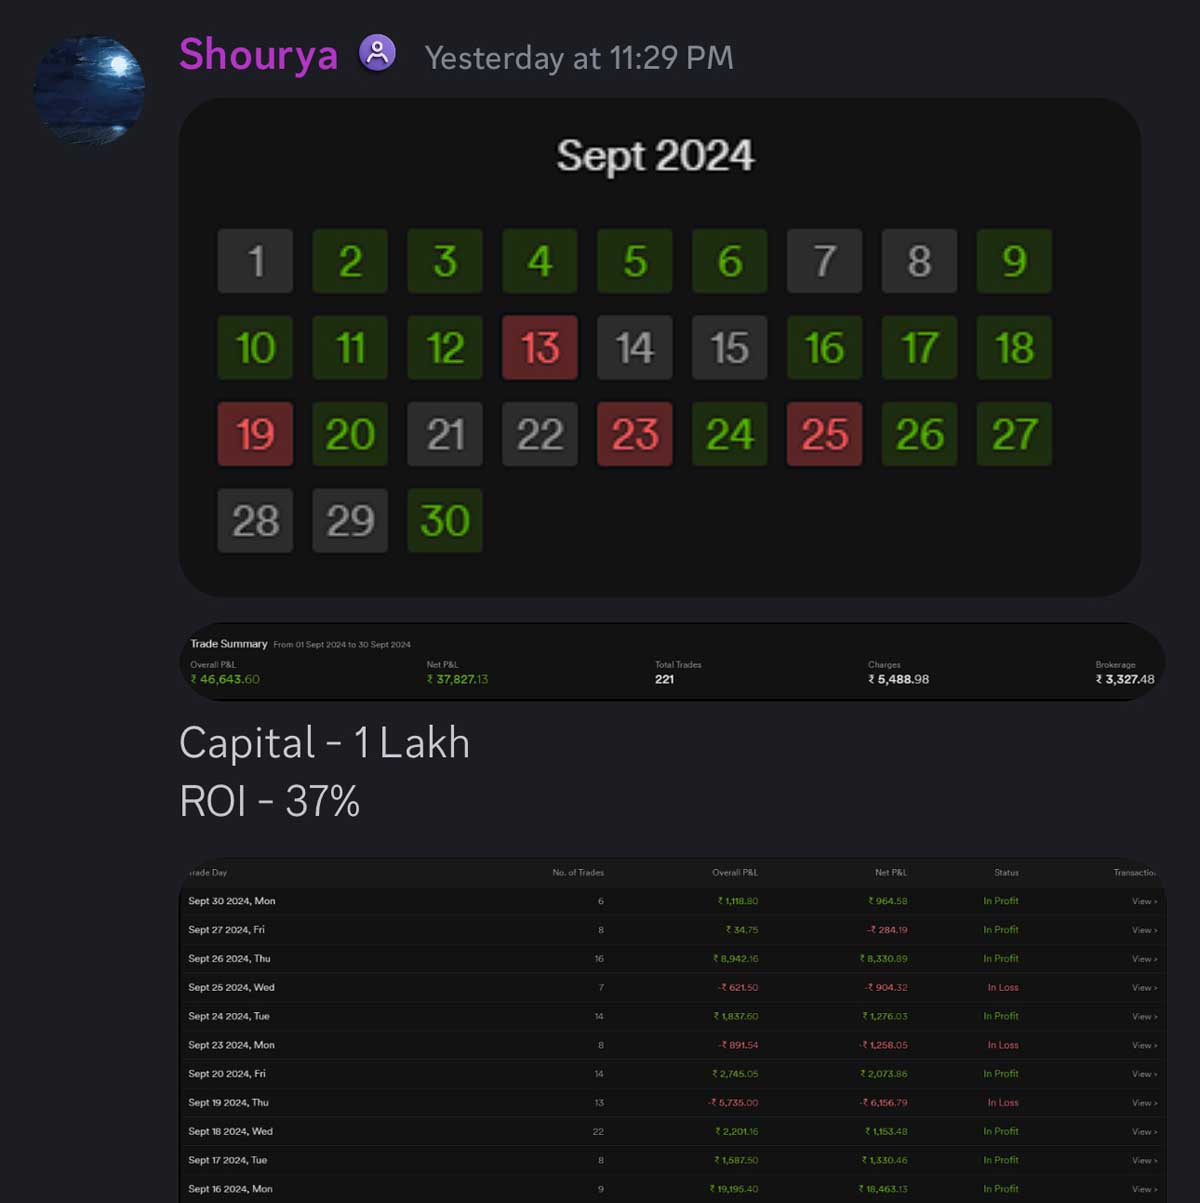 Shourya Yesterday at 11:29 PM
Sept 2024
1 2 3 4 5 6 7 8 9
10 11 12 13 14 15 16 17 18
19 20 21 22 23 24 25 26 27
28 29 30
Trade Summary From 01 Sept 2024 to 30 Sept 2024
Overall P&L Net P&L Total Trades Charges Brokerage
₹ 46,643.60 ₹ 37,827.13 221 ₹ 5,488.98 ₹ 3,327.48
Capital - 1 Lakh
ROI - 37%
rade Day No. of Trades Overall P&L Net P&L Status Transactio
Sept 30 2024, Mon 6 ₹ 1,118.80 ₹ 964.58 In Profit View >
Sept 27 2024, Fri 8 ₹ 34.75 -₹ 284.19 In Profit View >
Sept 26 2024, Thu 16 ₹ 8,942.16 ₹ 8,330.89 In Profit View >
Sept 25 2024, Wed 7 -₹ 621.50 -₹ 904.32 In Loss View >
Sept 24 2024, Tue 14 ₹ 1,837.60 ₹ 1,276.03 In Profit View >
Sept 23 2024, Mon 8 -₹ 891.54 -₹ 1,258.05 In Loss View >
Sept 20 2024, Fri 14 ₹ 2,745.05 ₹ 2,073.86 In Profit View >
Sept 19 2024, Thu 13 -₹ 5,735.00 -₹ 6,156.79 In Loss View >
Sept 18 2024, Wed 22 ₹ 2,201.16 ₹ 1,153.48 In Profit View >
Sept 17 2024, Tue 8 ₹ 1,587.50 ₹ 1,330.46 In Profit View >
Sept 16 2024, Mon 9 ₹ 19,195.40 ₹ 18,463.13 In Profit View >